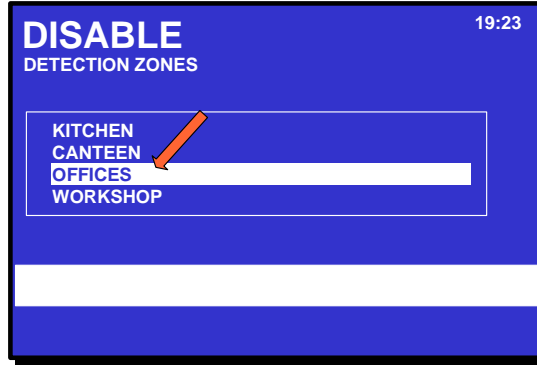 DISABLE
19:23
DETECTION ZONES
KITCHEN
CANTEEN
OFFICES
WORKSHOP